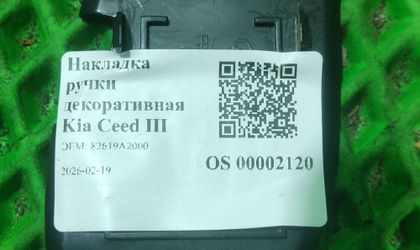 Накладка
ручки
декоративная
Kia Ceed III
OEM: 82619A2000
OS 00002120
2026-02-19